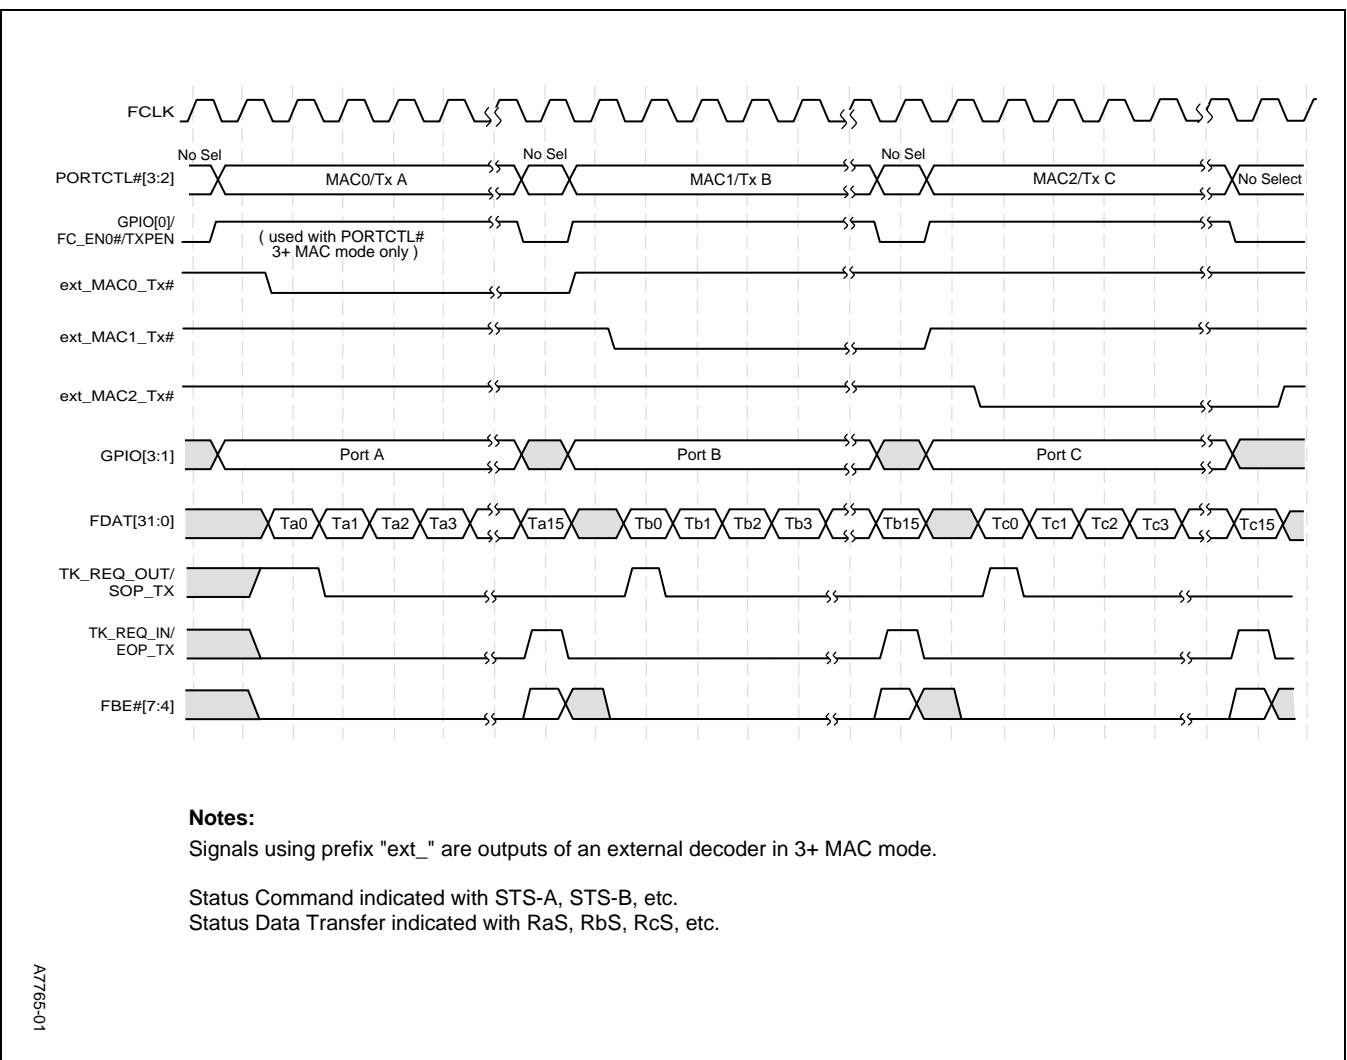 FCLK
No Sel
No Sel
No Sel
PORTCTL#[3:2]
MAC0/Tx A
MAC1/Tx B
MAC2/Tx C
No Select
GPIO[0]/
FC_EN0#/TXPEN
( used with PORTCTL#
3+ MAC mode only )
ext_MAC0_Tx#
ext_MAC1_Tx#
ext_MAC2_Tx#
GPIO[3:1]
Port A
Port B
Port C
FDAT[31:0]
Ta0
Ta1
Ta2
Ta3
Ta15
Tb0
Tb1
Tb2
Tb3
Tb15
Tc0
Tc1
Tc2
Tc3
Tc15
TK_REQ_OUT/
SOP_TX
TK_REQ_IN/
EOP_TX
FBE#[7:4]
Notes:
Signals using prefix "ext_" are outputs of an external decoder in 3+ MAC mode.
Status Command indicated with STS-A, STS-B, etc.
Status Data Transfer indicated with RaS, RbS, RcS, etc.
A7765-01